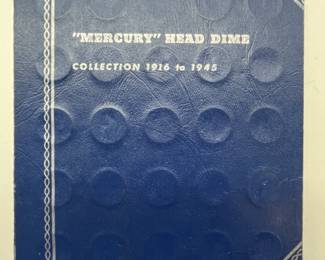 "MERCURY" HEAD DIME
COLLECTION 1916 to 1945